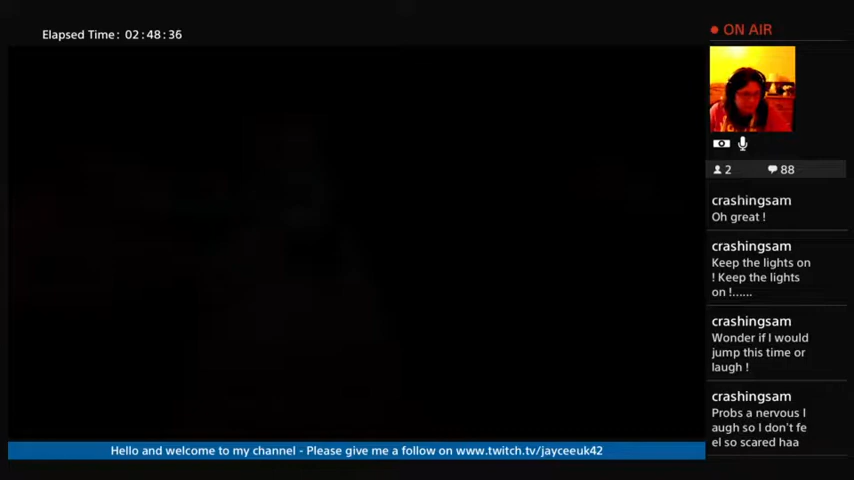 Elapsed Time: 02:48:36
ON AIR
2 88
crashingsam
Oh great !
crashingsam
Keep the lights on
! Keep the lights
on !......
crashingsam
Wonder if I would
jump this time or
laugh !
crashingsam
Probs a nervous l
augh so I don't fe
el so scared haa
Hello and welcome to my channel - Please give me a follow on www.twitch.tv/jayceeuk42